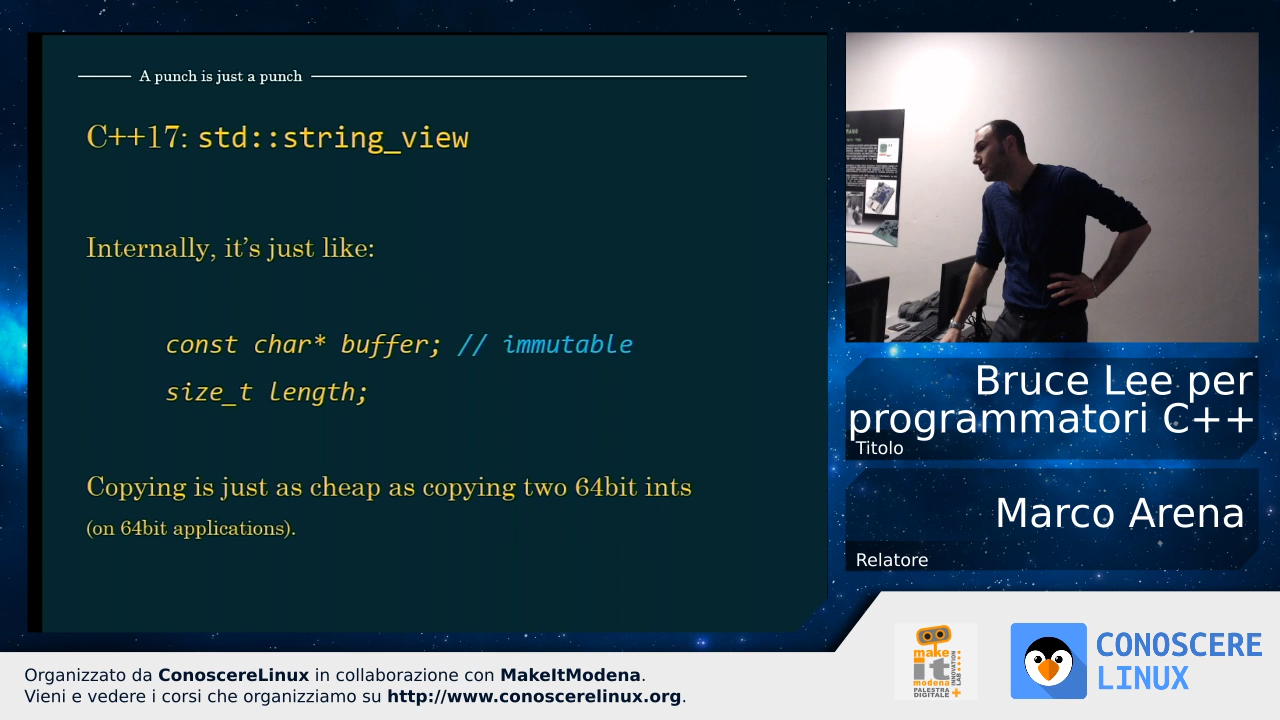 A punch is just a punch
C++17: std::string_view
Internally, it's just like:
const char* buffer; // immutable
size_t length;
Copying is just as cheap as copying two 64bit ints
(on 64bit applications).
Bruce Lee per
programmatori C++
Titolo
Marco Arena
Relatore
make
it
modena
PALESTRA
DIGITALE
INNOVATION
LAB
CONOSCERE
LINUX
Organizzato da ConoscereLinux in collaborazione con MakeItModena.
Vieni e vedere i corsi che organizziamo su http://www.conoscerelinux.org.